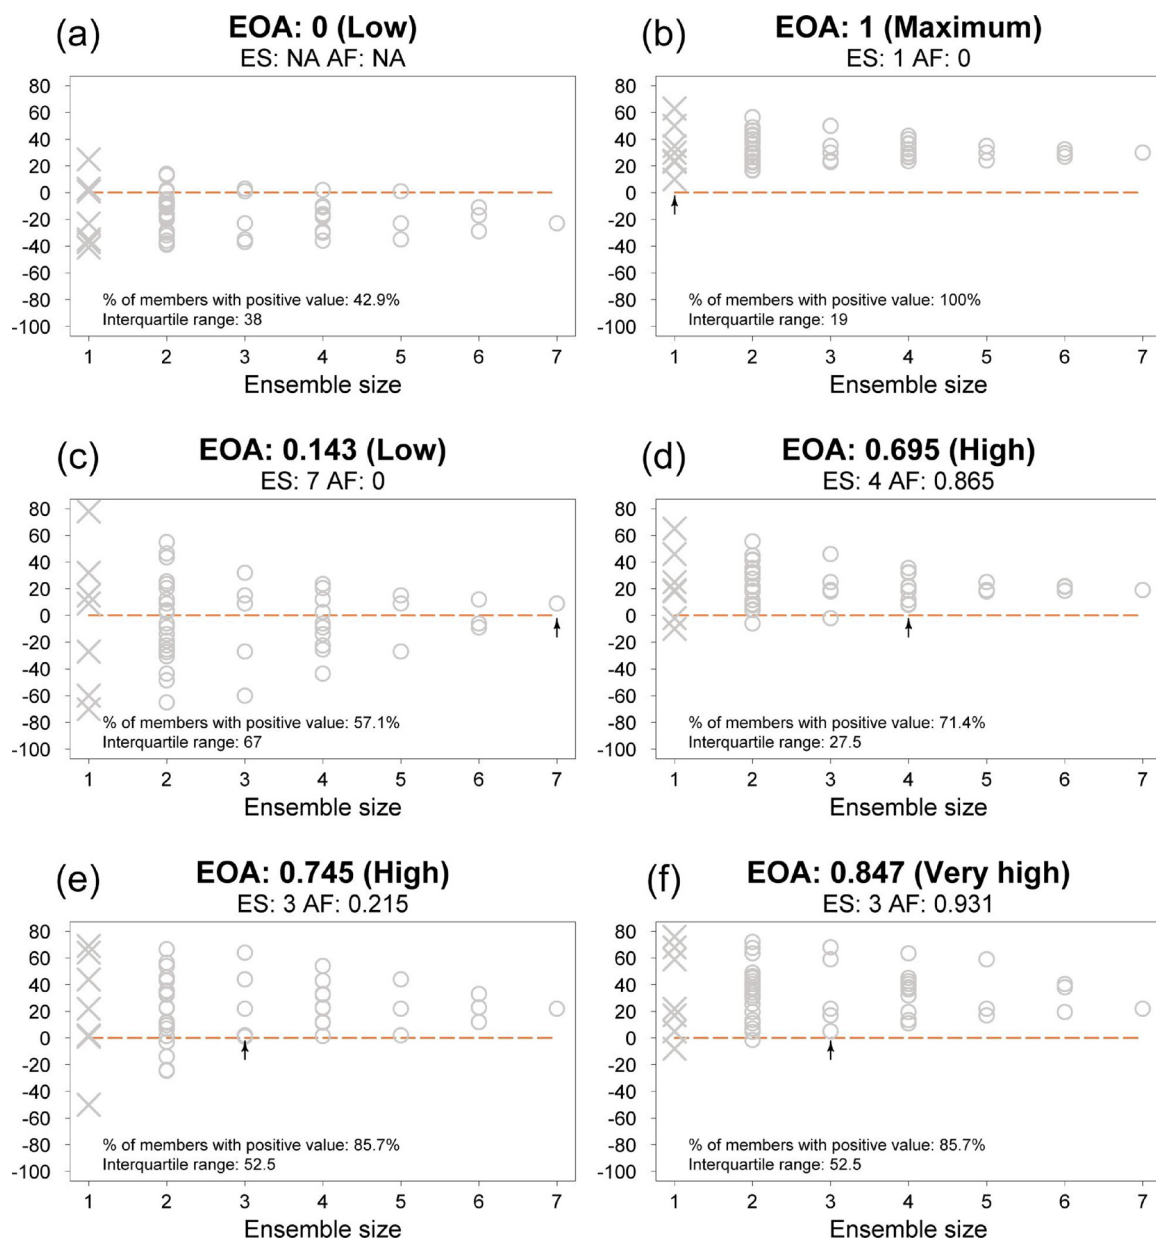 (a)
EOA: 0 (Low)
ES: NA AF: NA
80
60
40
20
0
-20
-40
-60
-80
-100
% of members with positive value: 42.9%
Interquartile range: 38
1 2 3 4 5 6 7
Ensemble size
(b)
EOA: 1 (Maximum)
ES: 1 AF: 0
80
60
40
20
0
-20
-40
-60
-80
-100
% of members with positive value: 100%
Interquartile range: 19
1 2 3 4 5 6 7
Ensemble size
(c)
EOA: 0.143 (Low)
ES: 7 AF: 0
80
60
40
20
0
-20
-40
-60
-80
-100
% of members with positive value: 57.1%
Interquartile range: 67
1 2 3 4 5 6 7
Ensemble size
(d)
EOA: 0.695 (High)
ES: 4 AF: 0.865
80
60
40
20
0
-20
-40
-60
-80
-100
% of members with positive value: 71.4%
Interquartile range: 27.5
1 2 3 4 5 6 7
Ensemble size
(e)
EOA: 0.745 (High)
ES: 3 AF: 0.215
80
60
40
20
0
-20
-40
-60
-80
-100
% of members with positive value: 85.7%
Interquartile range: 52.5
1 2 3 4 5 6 7
Ensemble size
(f)
EOA: 0.847 (Very high)
ES: 3 AF: 0.931
80
60
40
20
0
-20
-40
-60
-80
-100
% of members with positive value: 85.7%
Interquartile range: 52.5
1 2 3 4 5 6 7
Ensemble size